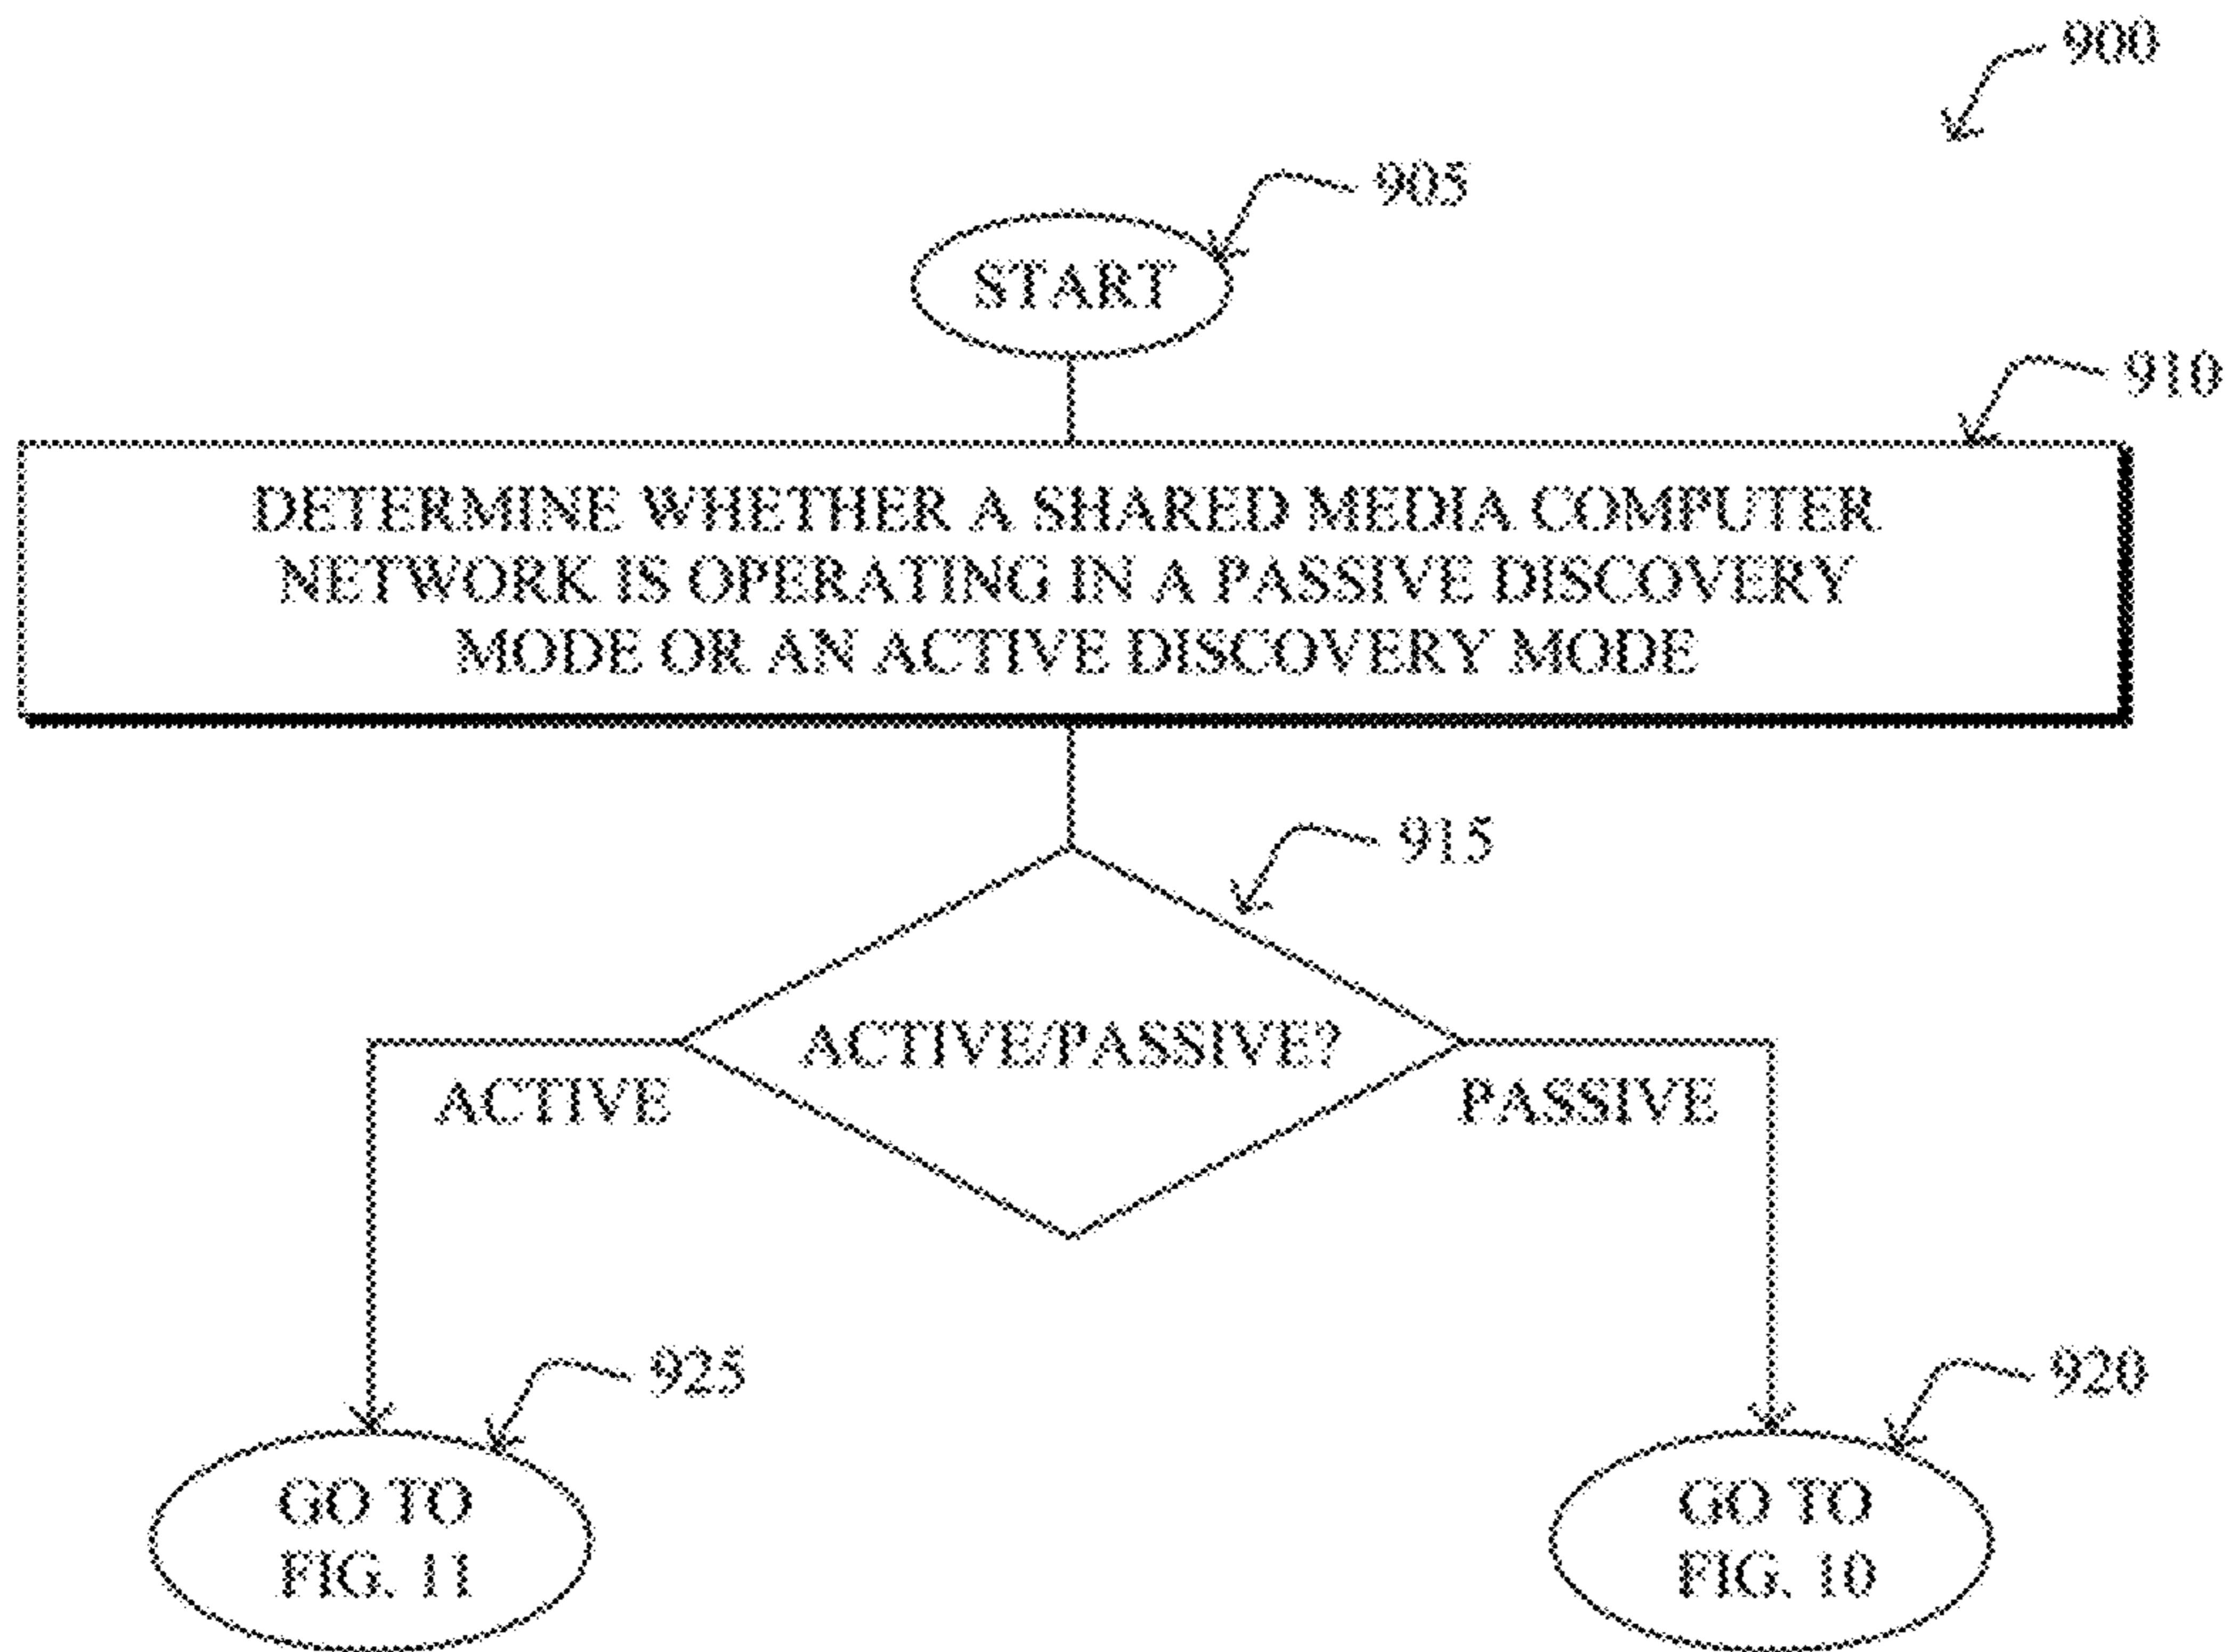 900
905
START
910
DETERMINE WHETHER A SHARED MEDIA COMPUTER
NETWORK IS OPERATING IN A PASSIVE DISCOVERY
MODE OR AN ACTIVE DISCOVERY MODE
915
ACTIVE/PASSIVE?
ACTIVE
PASSIVE
925
920
GO TO
FIG. 11
GO TO
FIG. 10